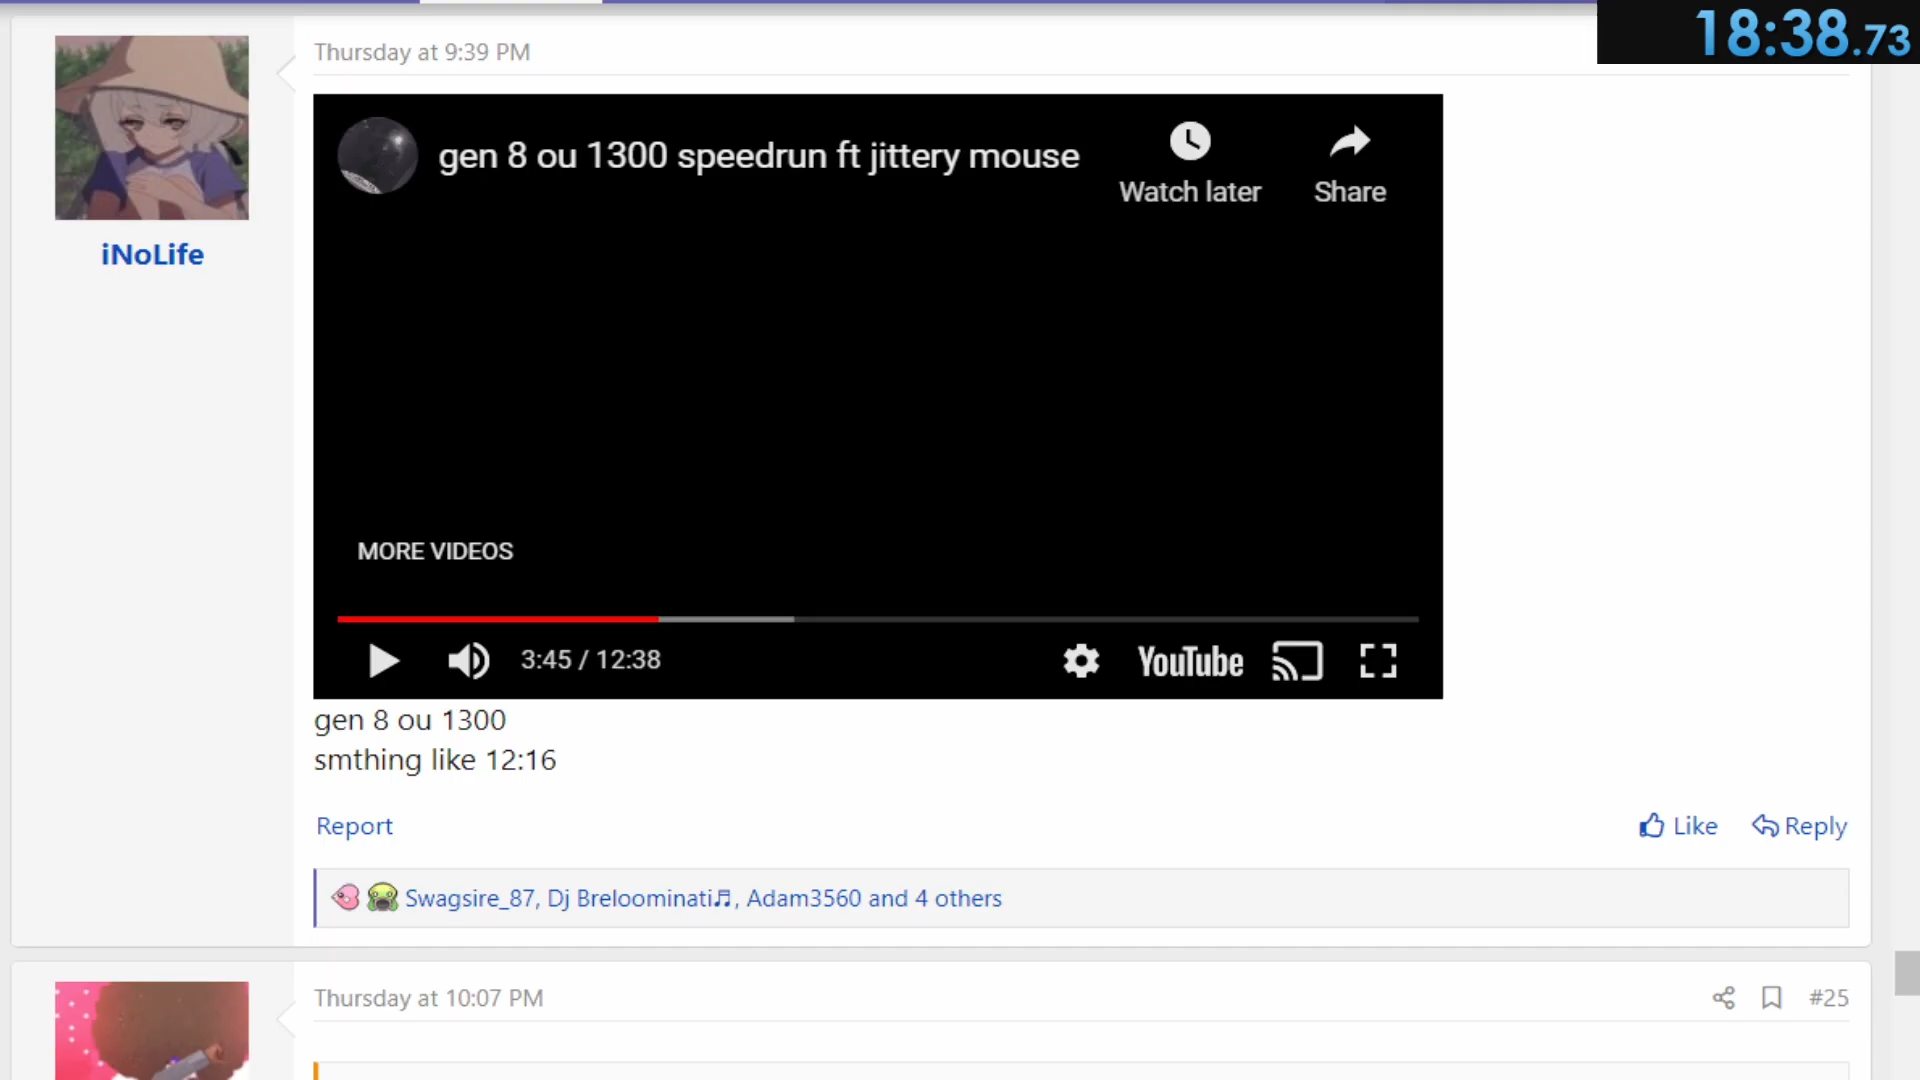 18:38.73
Thursday at 9:39 PM
gen 8 ou 1300 speedrun ft jittery mouse
Watch later
Share
iNoLife
MORE VIDEOS
3:45 / 12:38
YouTube
gen 8 ou 1300
smthing like 12:16
Report
Like
Reply
Swagsire_87, Dj Breloominati♬, Adam3560 and 4 others
Thursday at 10:07 PM
#25